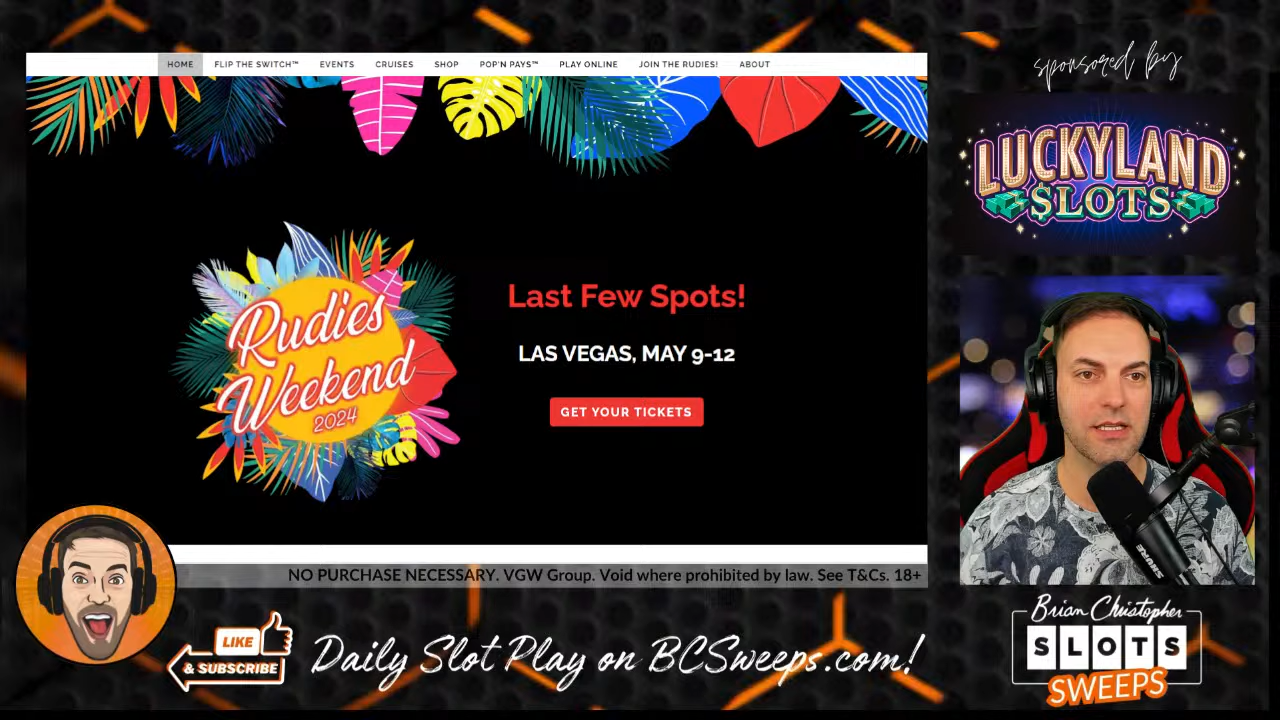 HOME FLIP THE SWITCH™ EVENTS CRUISES SHOP POP'N PAYS™ PLAY ONLINE JOIN THE RUDIES! ABOUT
sponsored by
LUCKYLAND
$LOTS
Last Few Spots!
LAS VEGAS, MAY 9-12
GET YOUR TICKETS
Rudies
Weekend
2024
SHURE
NO PURCHASE NECESSARY. VGW Group. Void where prohibited by law. See T&Cs. 18+
LIKE
& SUBSCRIBE
Daily Slot Play on BCSweeps.com!
Brian Christopher
SLOTS
SWEEPS